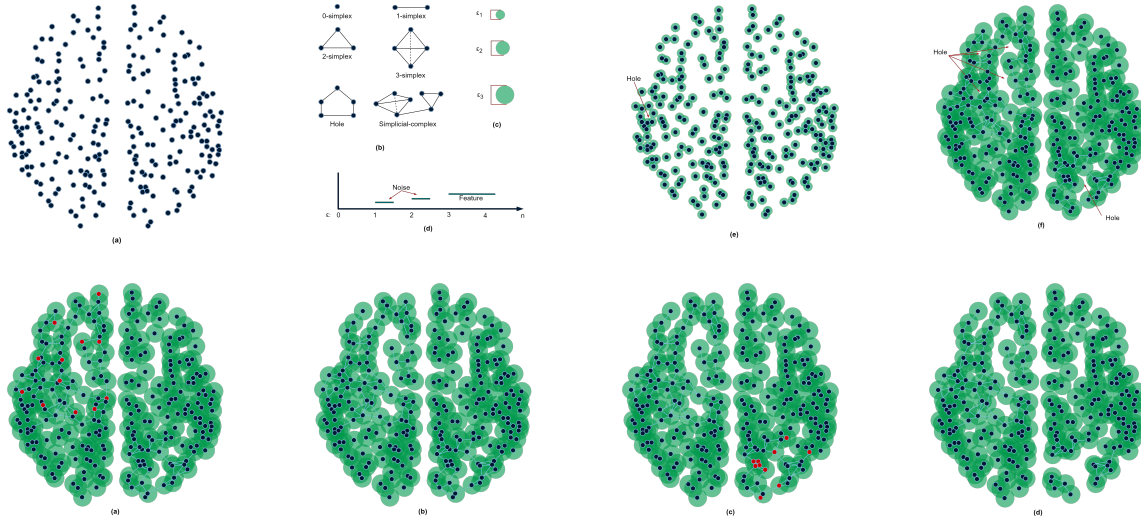 0-simplex
1-simplex
2-simplex
3-simplex
Hole
Simplicial-complex
(b)
ε1
ε2
ε3
(c)
Noise
Feature
ε: 0 1 2 3 4 n
(d)
(a)
Hole
(e)
Hole
Hole
(f)
(a)
(b)
(c)
(d)